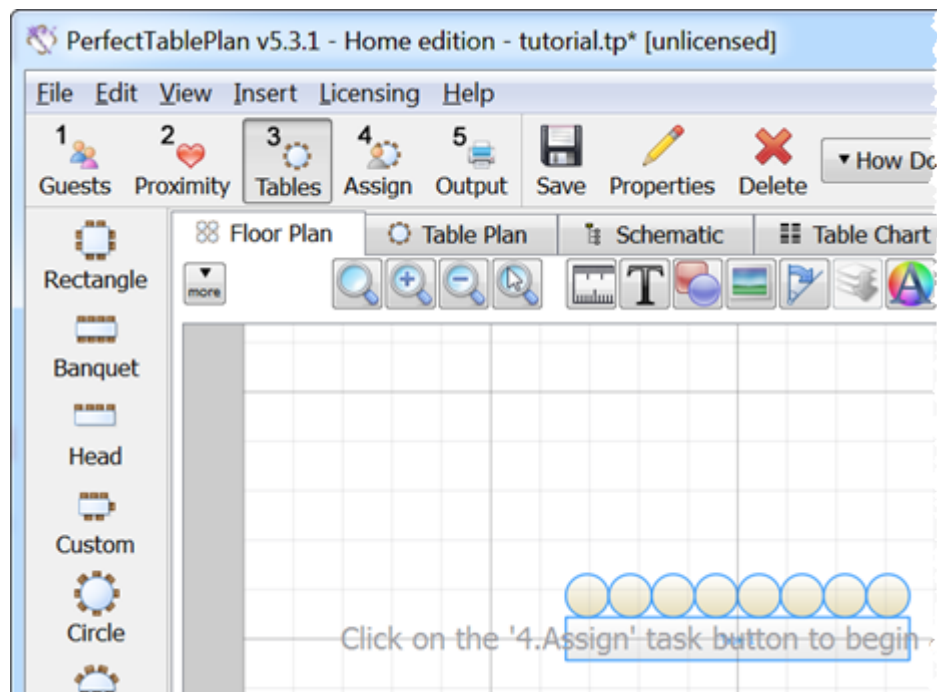 PerfectTablePlan v5.3.1 - Home edition - tutorial.tp* [unlicensed]
File Edit View Insert Licensing Help
1 2 3 4 5
Guests Proximity Tables Assign Output Save Properties Delete ▼ How Do
Floor Plan Table Plan Schematic Table Chart
more
Rectangle
Banquet
Head
Custom
Circle
Click on the '4.Assign' task button to begin